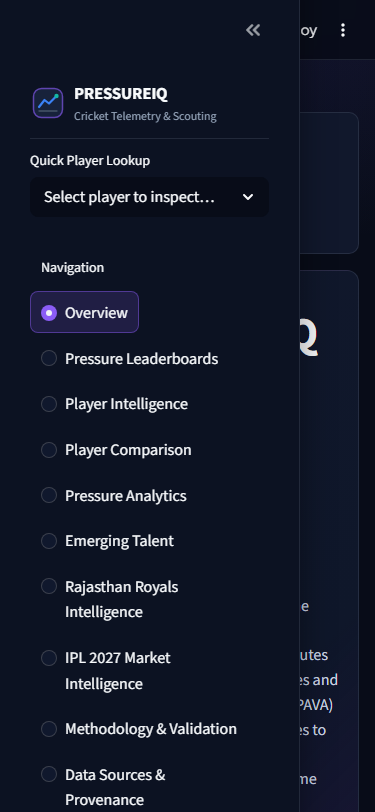 PRESSUREIQ
Cricket Telemetry & Scouting
Quick Player Lookup
Select player to inspect...
Navigation
Overview
Pressure Leaderboards
Player Intelligence
Player Comparison
Pressure Analytics
Emerging Talent
Rajasthan Royals
Intelligence
IPL 2027 Market
Intelligence
Methodology & Validation
Data Sources &
Provenance
oy
Q
e
utes
es and
PAVA)
es to
me